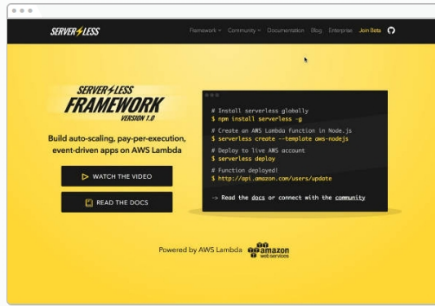 SERVERLESS
Framework Community Documentation Blog Enterprise Join Beta
SERVERLESS
FRAMEWORK
VERSION 1.0
Build auto-scaling, pay-per-execution,
event-driven apps on AWS Lambda
WATCH THE VIDEO
READ THE DOCS
# Install serverless globally
$ npm install serverless -g
# Create an AWS Lambda function in Node.js
$ serverless create --template aws-nodejs
# Deploy to live AWS account
$ serverless deploy
# Function deployed!
$ http://api.amazon.com/users/update
→ Read the docs or connect with the community
Powered by AWS Lambda amazon
web services